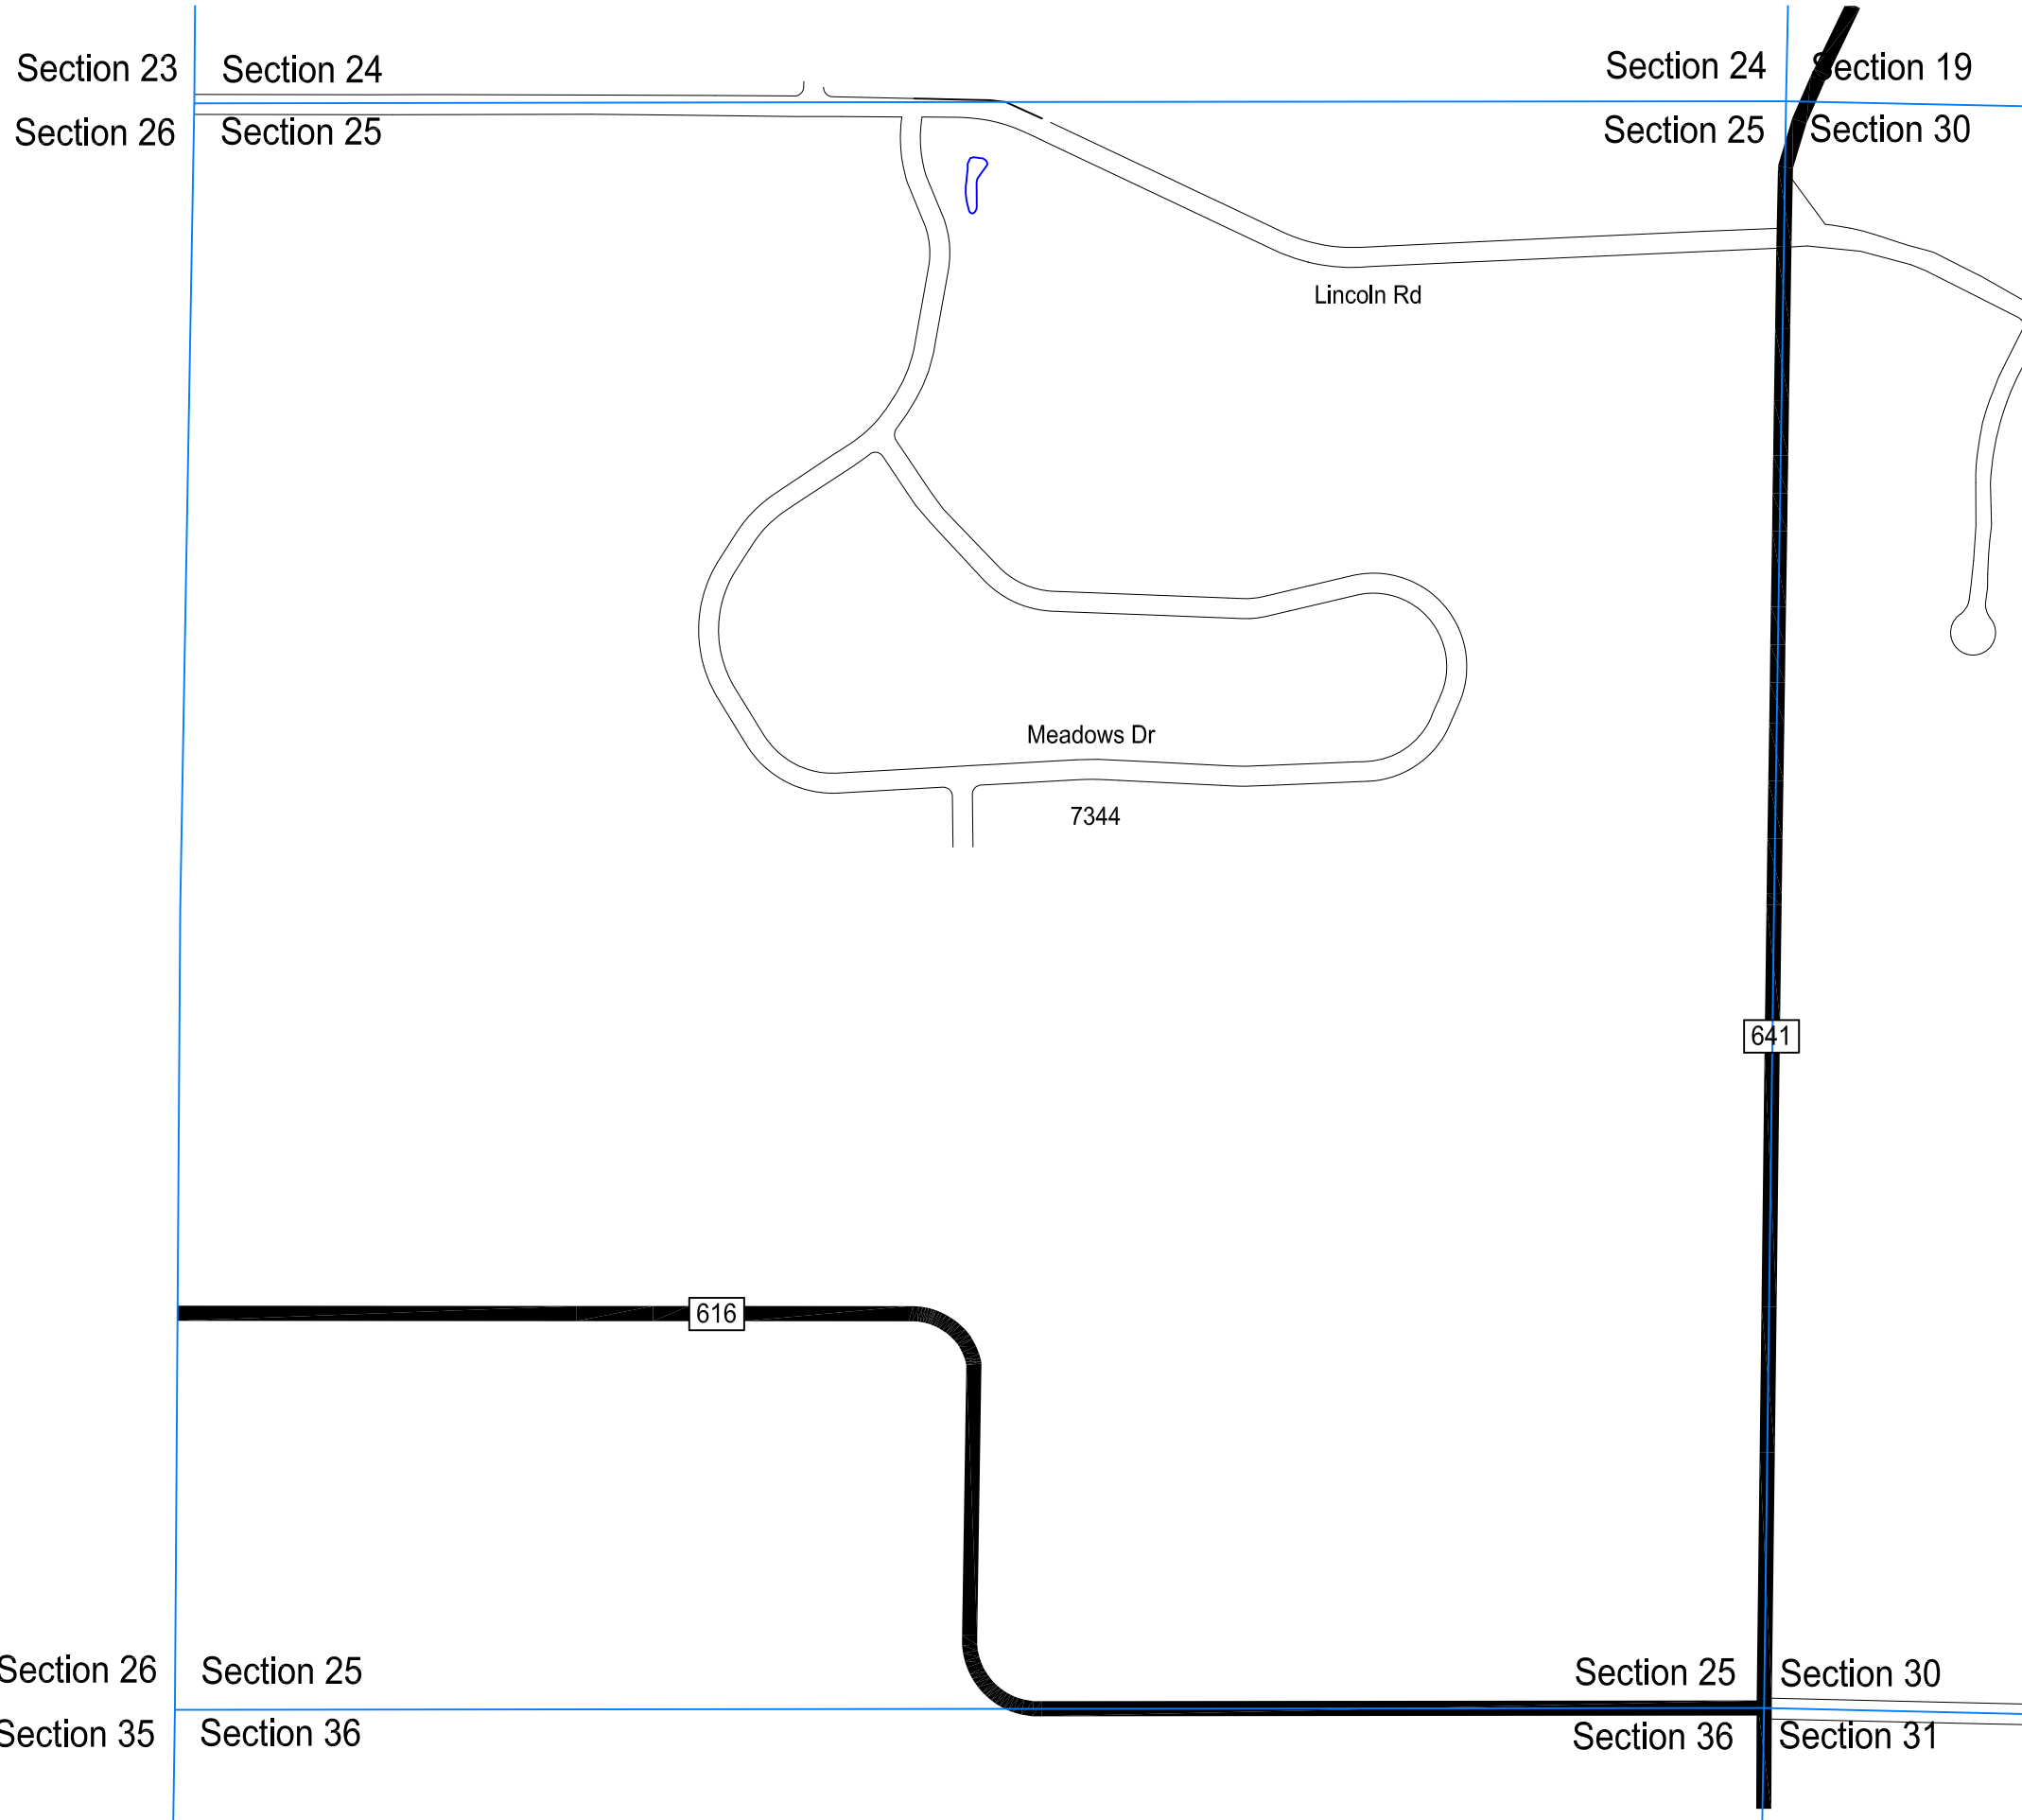 Section 23 Section 24 Section 24 Section 19
Section 26 Section 25 Section 25 Section 30
Lincoln Rd
Meadows Dr
7344
641
616
Section 26 Section 25 Section 25 Section 30
Section 35 Section 36 Section 36 Section 31